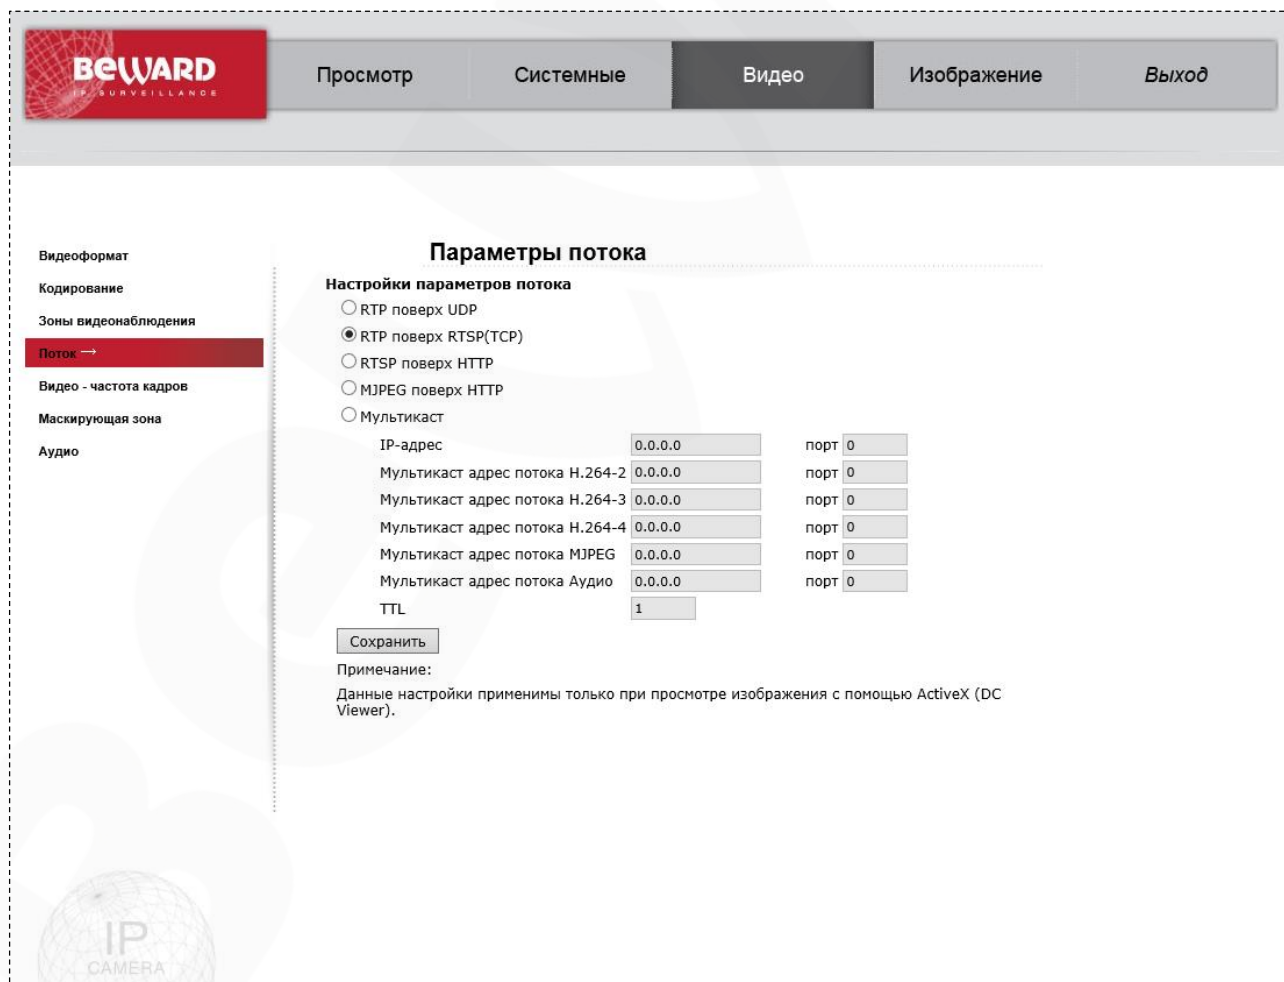 BEWARD
IP SURVEILLANCE
Просмотр
Системные
Видео
Изображение
Выход
Видеоформат
Кодирование
Зоны видеонаблюдения
Поток →
Видео - частота кадров
Маскирующая зона
Аудио
Параметры потока
Настройки параметров потока
RTP поверх UDP
RTP поверх RTSP(TCP)
RTSP поверх HTTP
MJPEG поверх HTTP
Мультикаст
IP-адрес 0.0.0.0 порт 0
Мультикаст адрес потока H.264-2 0.0.0.0 порт 0
Мультикаст адрес потока H.264-3 0.0.0.0 порт 0
Мультикаст адрес потока H.264-4 0.0.0.0 порт 0
Мультикаст адрес потока MJPEG 0.0.0.0 порт 0
Мультикаст адрес потока Аудио 0.0.0.0 порт 0
TTL 1
Сохранить
Примечание:
Данные настройки применимы только при просмотре изображения с помощью ActiveX (DC
Viewer).
IP
CAMERA